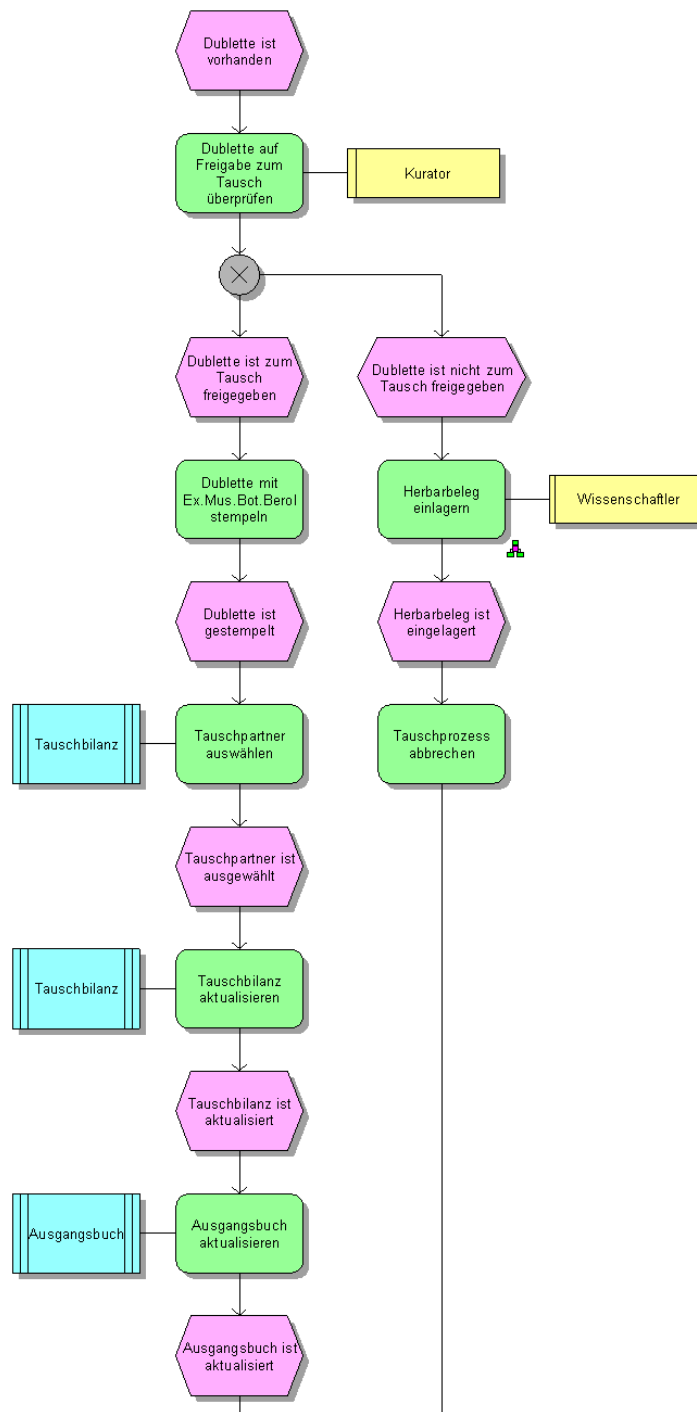 Dublette ist
vorhanden
Dublette auf
Freigabe zum
Tausch
überprüfen
Kurator
Dublette ist zum
Tausch
freigegeben
Dublette ist nicht zum
Tausch freigegeben
Dublette mit
Ex.Mus.Bot.Berol
stempeln
Herbarbeleg
einlagern
Wissenschaftler
Dublette ist
gestempelt
Herbarbeleg ist
eingelagert
Tauschbilanz
Tauschpartner
auswählen
Tauschprozess
abbrechen
Tauschpartner ist
ausgewählt
Tauschbilanz
Tauschbilanz
aktualisieren
Tauschbilanz ist
aktualisiert
Ausgangsbuch
Ausgangsbuch
aktualisieren
Ausgangsbuch ist
aktualisiert